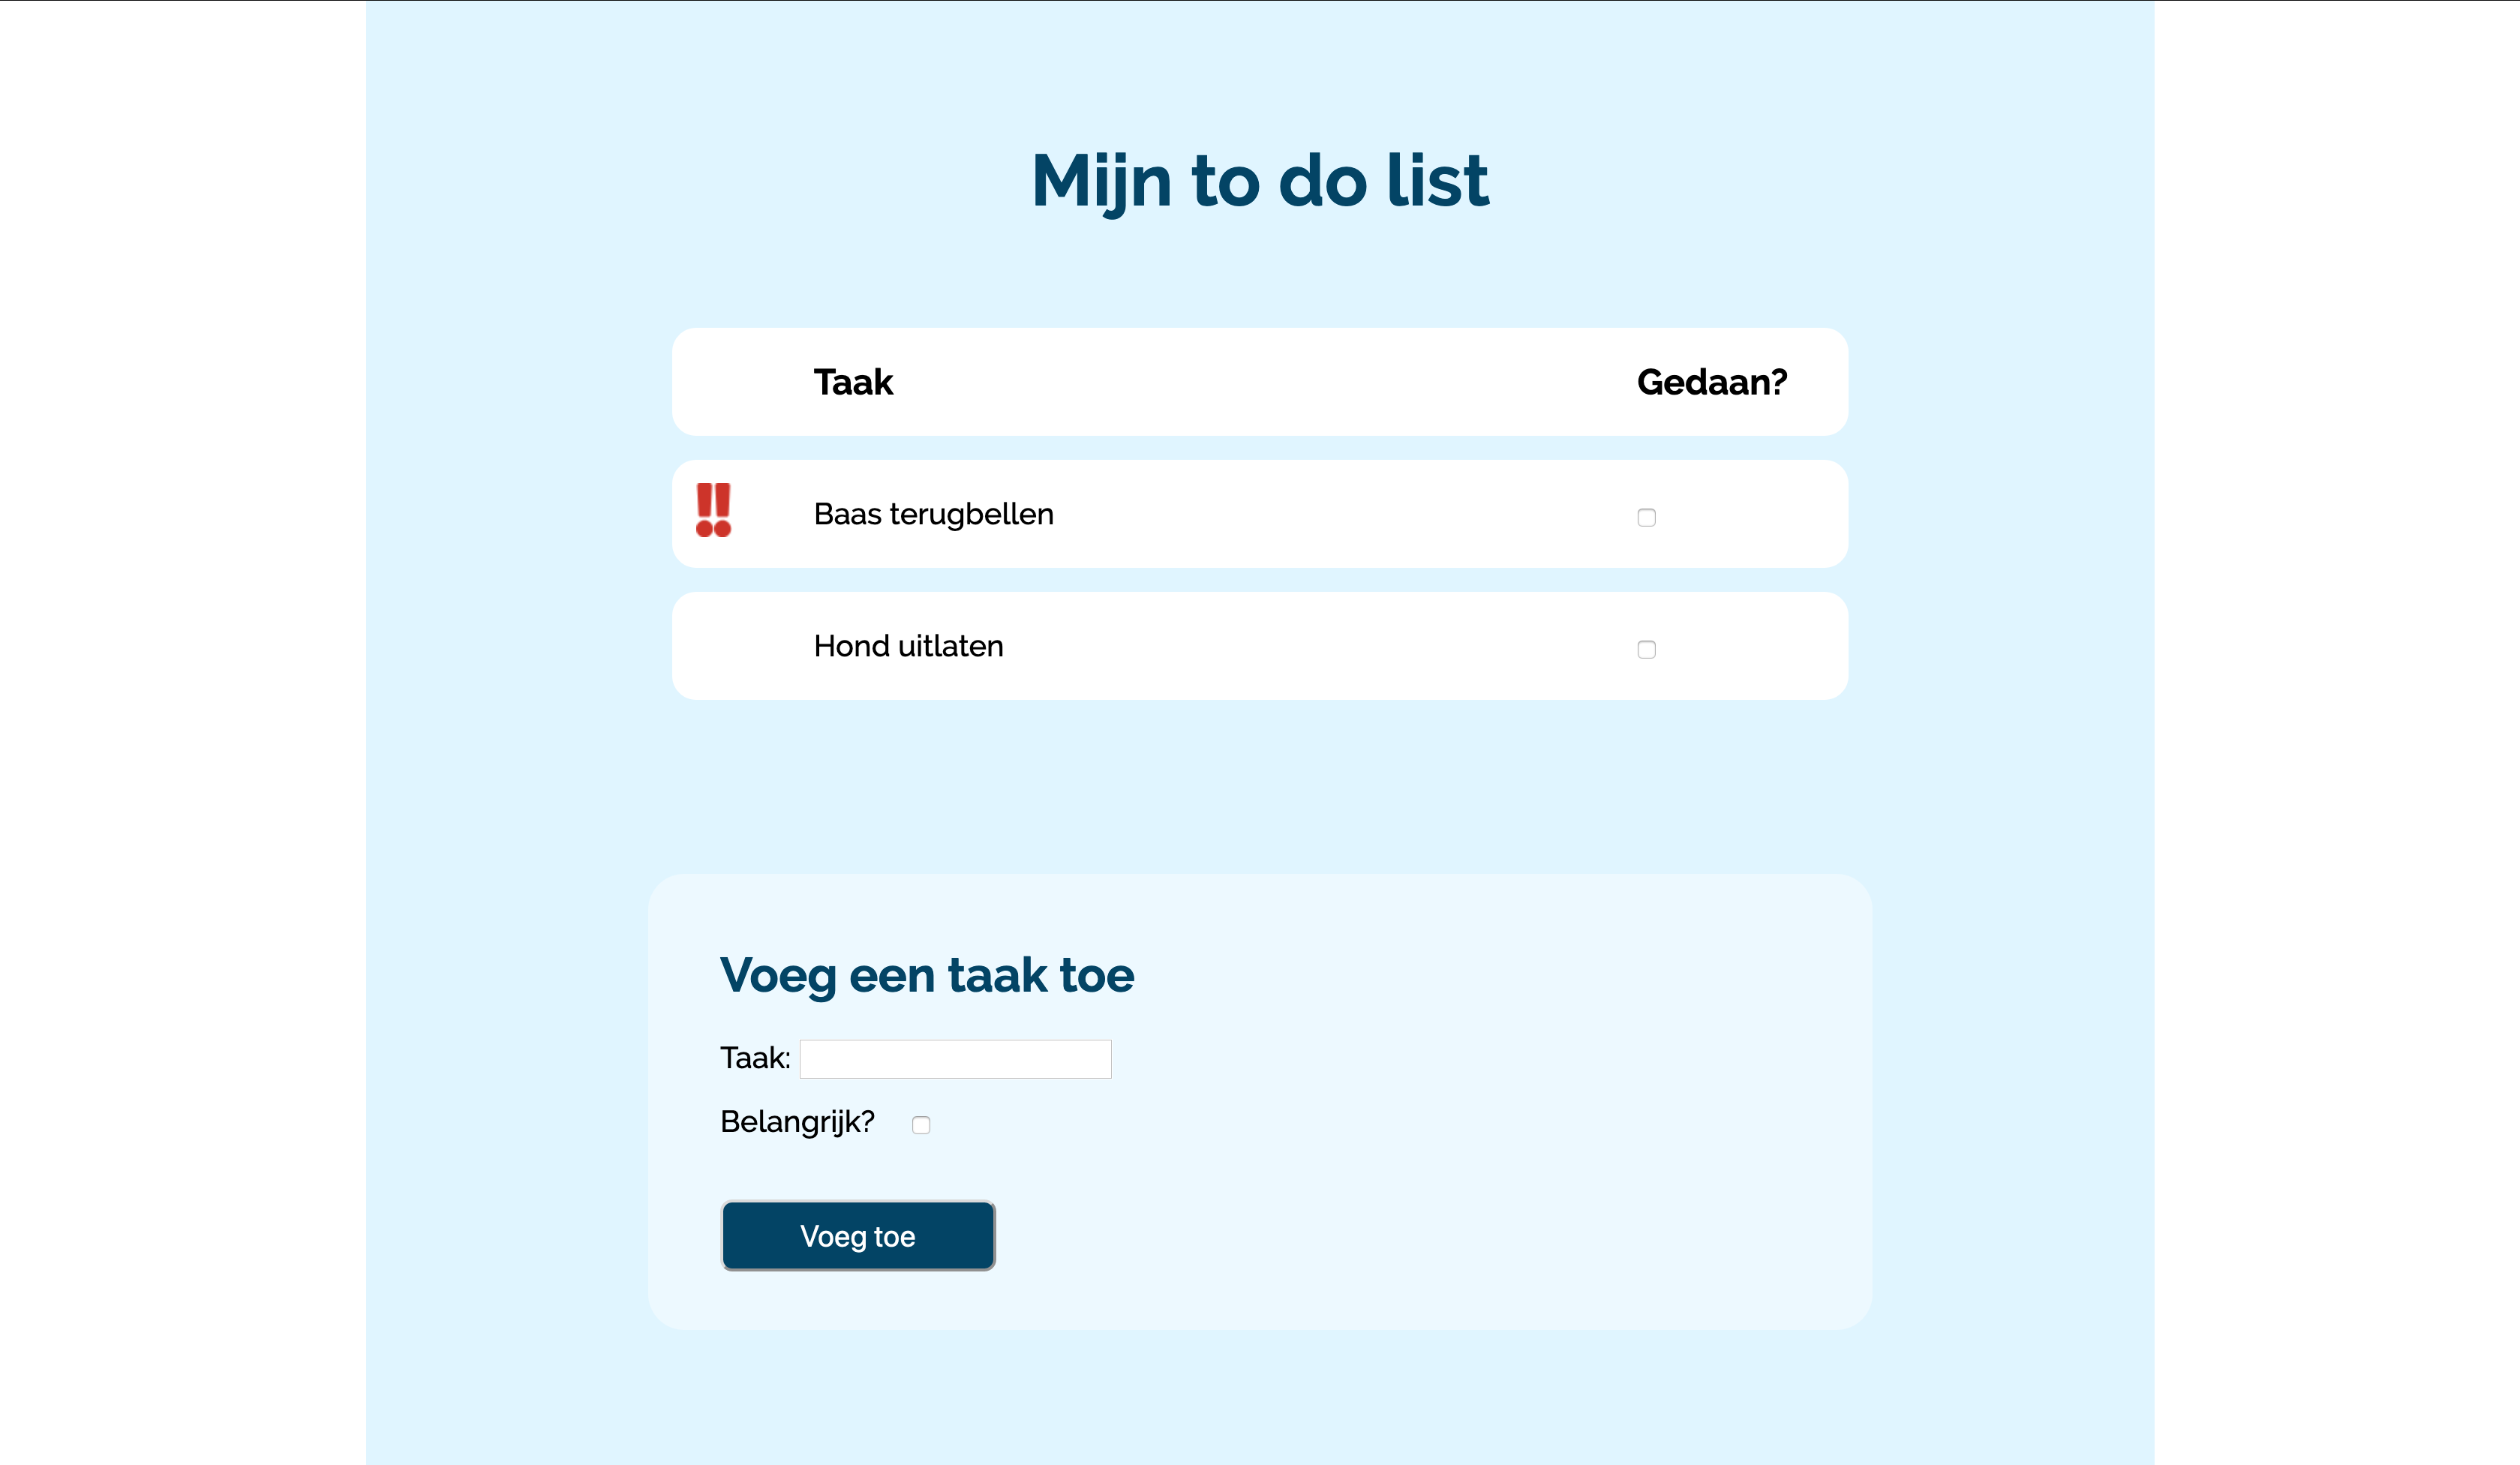 Mijn to do list
Taak Gedaan?
‼ Baas terugbellen
Hond uitlaten
Voeg een taak toe
Taak:
Belangrijk?
Voeg toe